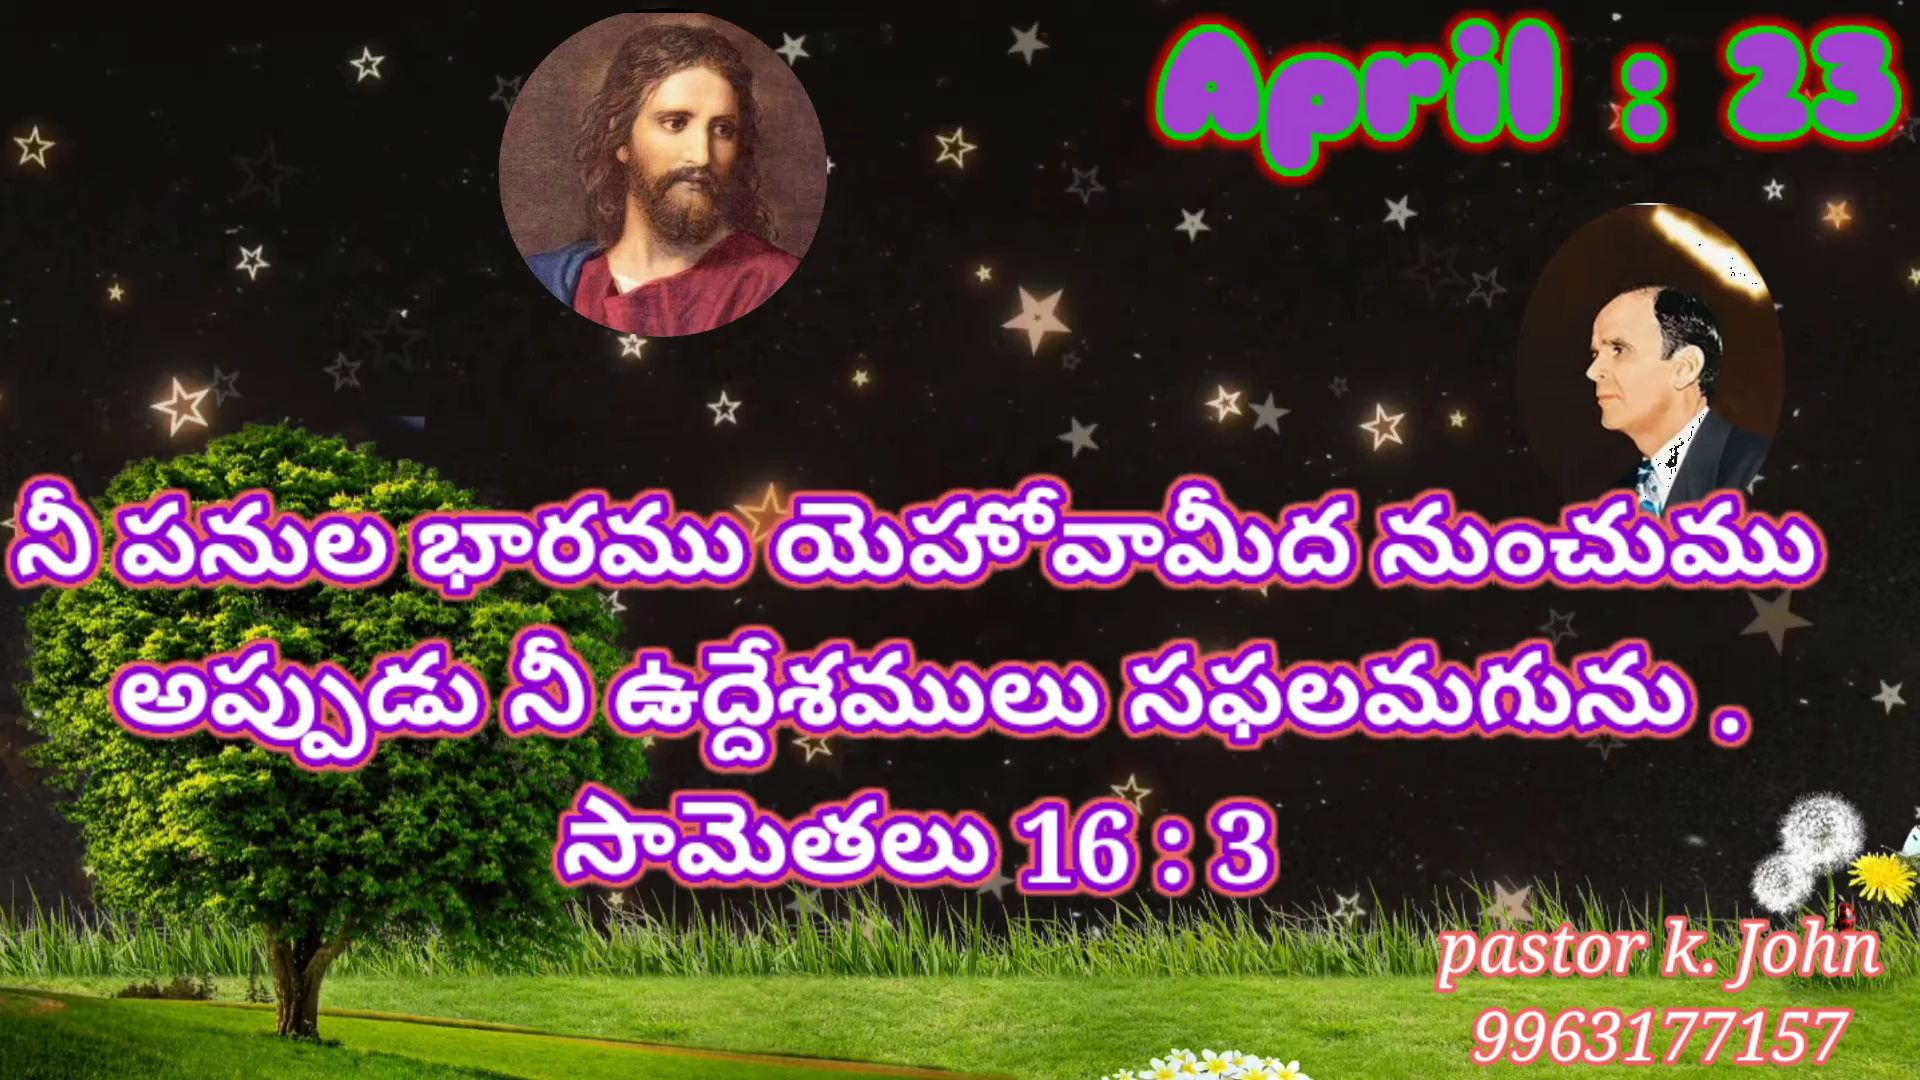 April : 23
నీ పనుల భారము యెహోవామీద నుంచుము
అప్పుడు నీ ఉద్దేశములు సఫలమగును .
సామెతలు 16 : 3
pastor k. John
9963177157